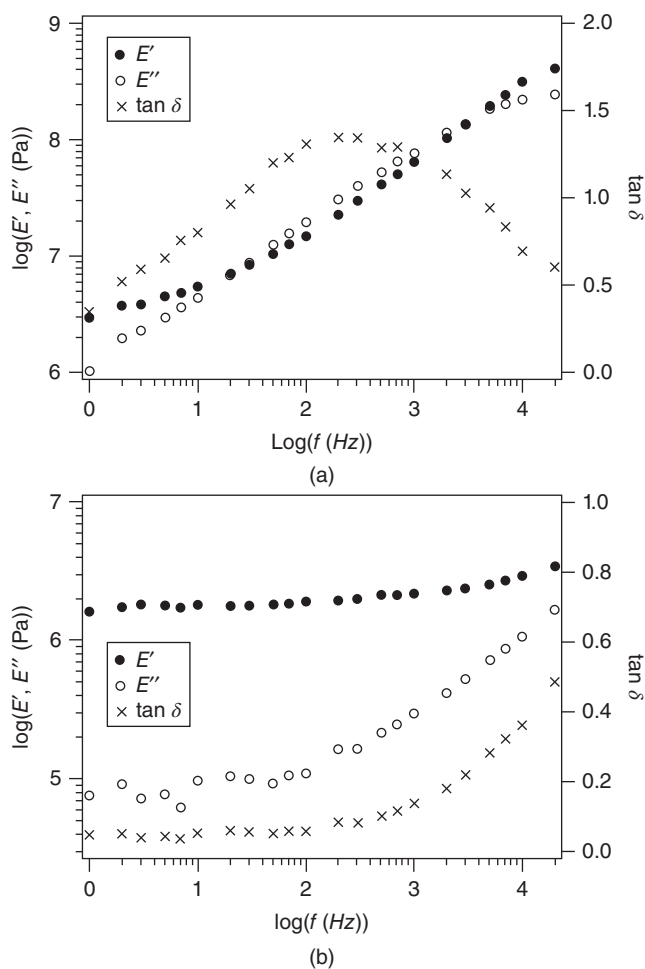 9
8
7
6
log(E′, E″ (Pa))
E′
E″
tan δ
2.0
1.5
1.0
0.5
0.0
tan δ
0 1 2 3 4
Log(f (Hz))
(a)
7
6
5
log(E′, E″ (Pa))
E′
E″
tan δ
1.0
0.8
0.6
0.4
0.2
0.0
tan δ
0 1 2 3 4
log(f (Hz))
(b)